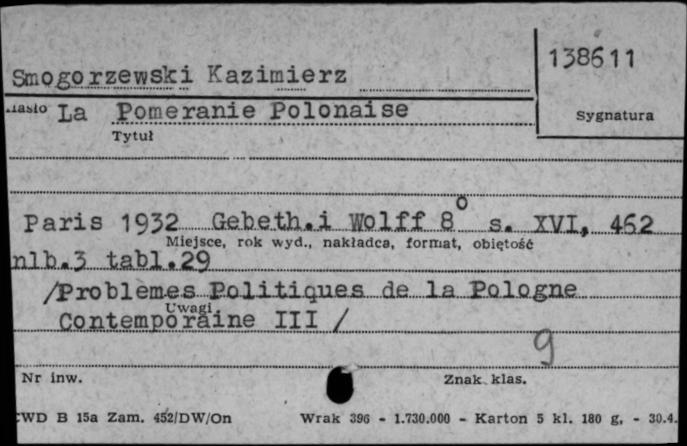 138611
Smogorzewski Kazimierz
Hasło La Pomeranie Polonaise
Sygnatura
Tytuł
Paris 1932 Gebeth.i Wolff 8° s. XVI, 462
Miejsce, rok wyd., nakładca, format, objętość
nlb.3 tabl.29
/Problèmes Politiques de la Pologne
Uwagi
Contemporaine III /
9
Nr inw.
Znak klas.
CWD B 15a Zam. 452/DW/On Wrak 396 - 1.730.000 - Karton 5 kl. 180 g. - 30.4.